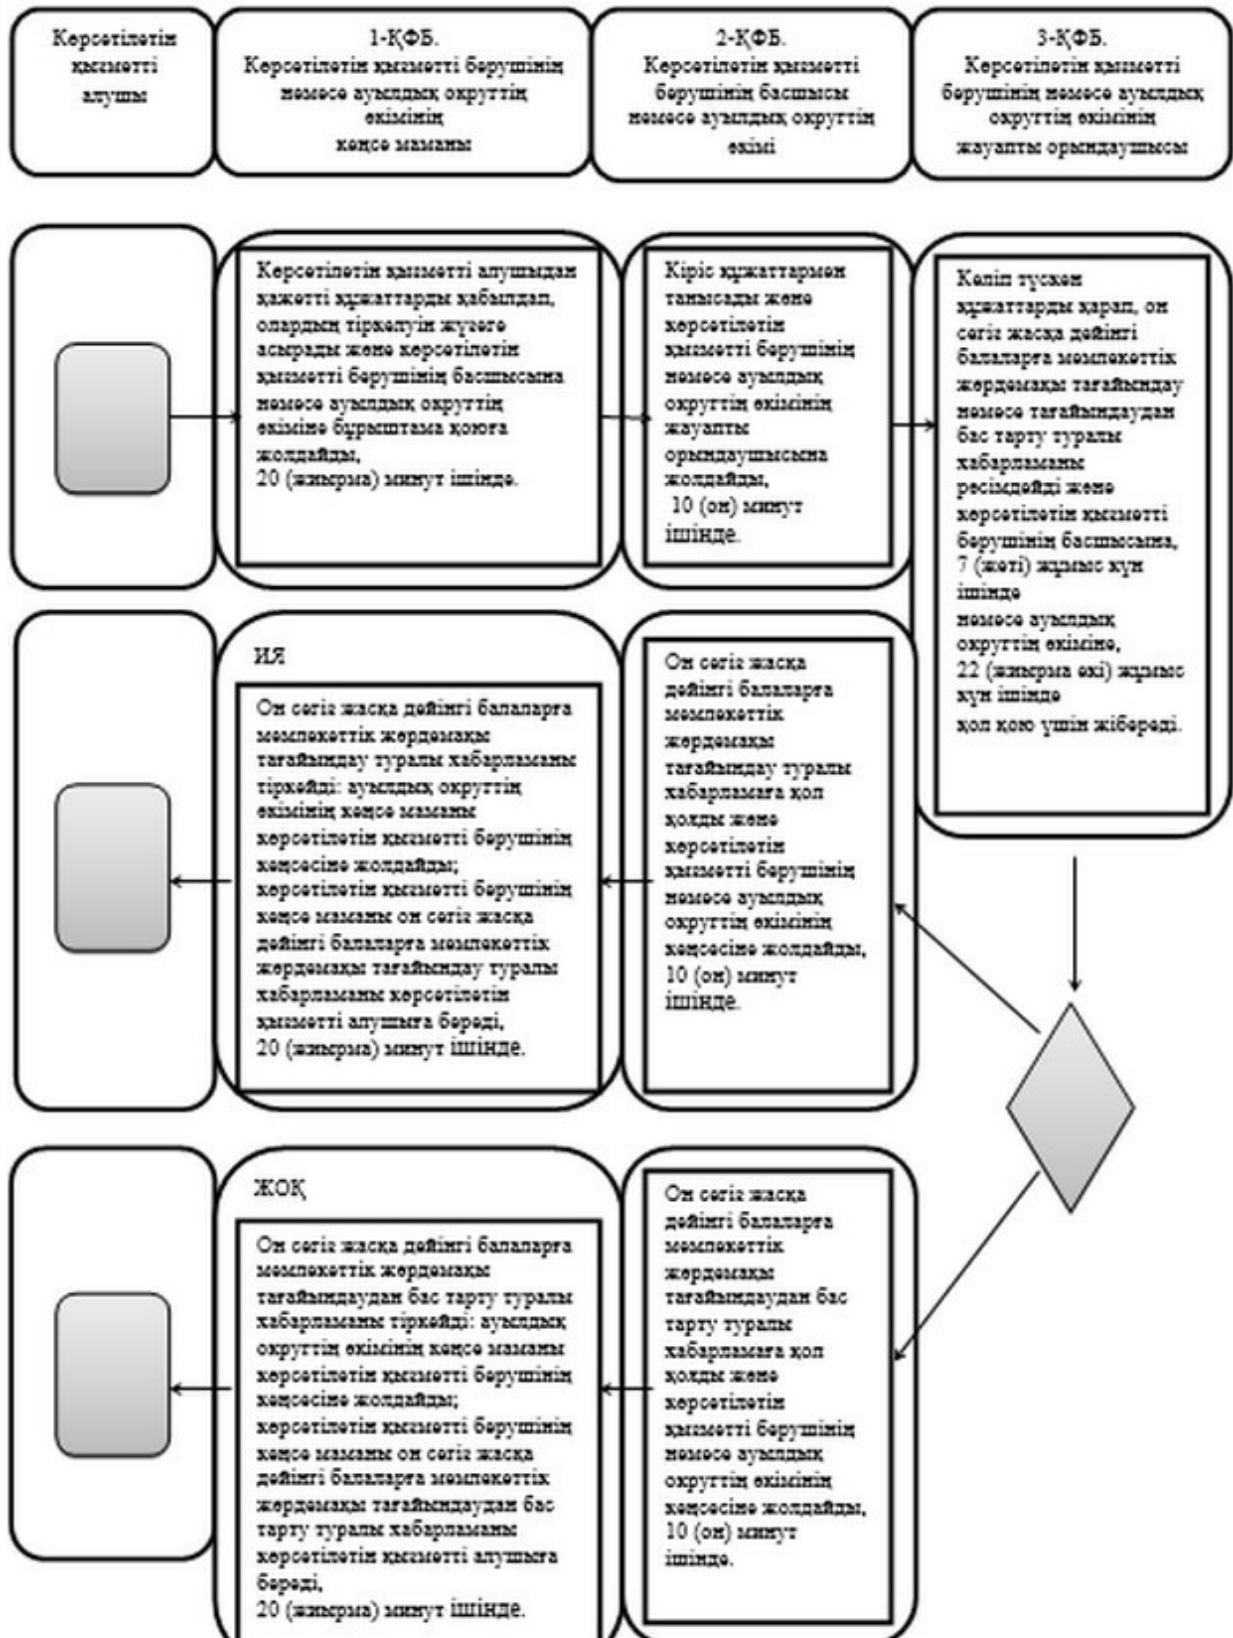 Көрсетілетін
қызметті
алушы
1-ҚФБ.
Көрсетілетін қызметті берушінің
немесе ауылдық округтің
әкімінің
кеңсе маманы
2-ҚФБ.
Көрсетілетін қызметті
берушінің басшысы
немесе ауылдық округтің
әкімі
3-ҚФБ.
Көрсетілетін қызметті
берушінің немесе ауылдық
округтің әкімінің
жауапты орындаушысы
Көрсетілетін қызметті алушыдан
қажетті құжаттарды қабылдап,
олардың тіркелуін жүзеге
асырады және көрсетілетін
қызметті берушінің басшысына
немесе ауылдық округтің
әкіміне бұрыштама қоюға
жолдайды,
20 (жиырма) минут ішінде.
Кіріс құжаттармен
танысады және
көрсетілетін
қызметті берушінің
немесе ауылдық
округтің әкімінің
жауапты
орындаушысына
жолдайды,
10 (он) минут
ішінде.
Келіп түскен
құжаттарды қарап, он
сегіз жасқа дейінгі
балаларға мемлекеттік
жәрдемақы тағайындау
немесе тағайындаудан
бас тарту туралы
хабарламаны
ресімдейді және
көрсетілетін қызметті
берушінің басшысына,
7 (жеті) жұмыс күн
ішінде
немесе ауылдық
округтің әкіміне,
22 (жиырма екі) жұмыс
күн ішінде
қол қою үшін жібереді.
ИЯ
Он сегіз жасқа дейінгі балаларға
мемлекеттік жәрдемақы
тағайындау туралы хабарламаны
тіркейді: ауылдық округтің
әкімінің кеңсе маманы
көрсетілетін қызметті берушінің
кеңсесіне жолдайды;
көрсетілетін қызметті берушінің
кеңсе маманы он сегіз жасқа
дейінгі балаларға мемлекеттік
жәрдемақы тағайындау туралы
хабарламаны көрсетілетін
қызметті алушыға береді,
20 (жиырма) минут ішінде.
Он сегіз жасқа
дейінгі балаларға
мемлекеттік
жәрдемақы
тағайындау туралы
хабарламаға қол
қояды және
көрсетілетін
қызметті берушінің
немесе ауылдық
округтің әкімінің
кеңсесіне жолдайды,
10 (он) минут
ішінде.
ЖОҚ
Он сегіз жасқа дейінгі балаларға
мемлекеттік жәрдемақы
тағайындаудан бас тарту туралы
хабарламаны тіркейді: ауылдық
округтің әкімінің кеңсе маманы
көрсетілетін қызметті берушінің
кеңсесіне жолдайды;
көрсетілетін қызметті берушінің
кеңсе маманы он сегіз жасқа
дейінгі балаларға мемлекеттік
жәрдемақы тағайындаудан бас
тарту туралы хабарламаны
көрсетілетін қызметті алушыға
береді,
20 (жиырма) минут ішінде.
Он сегіз жасқа
дейінгі балаларға
мемлекеттік
жәрдемақы
тағайындаудан бас
тарту туралы
хабарламаға қол
қояды және
көрсетілетін
қызметті берушінің
немесе ауылдық
округтің әкімінің
кеңсесіне жолдайды,
10 (он) минут
ішінде.